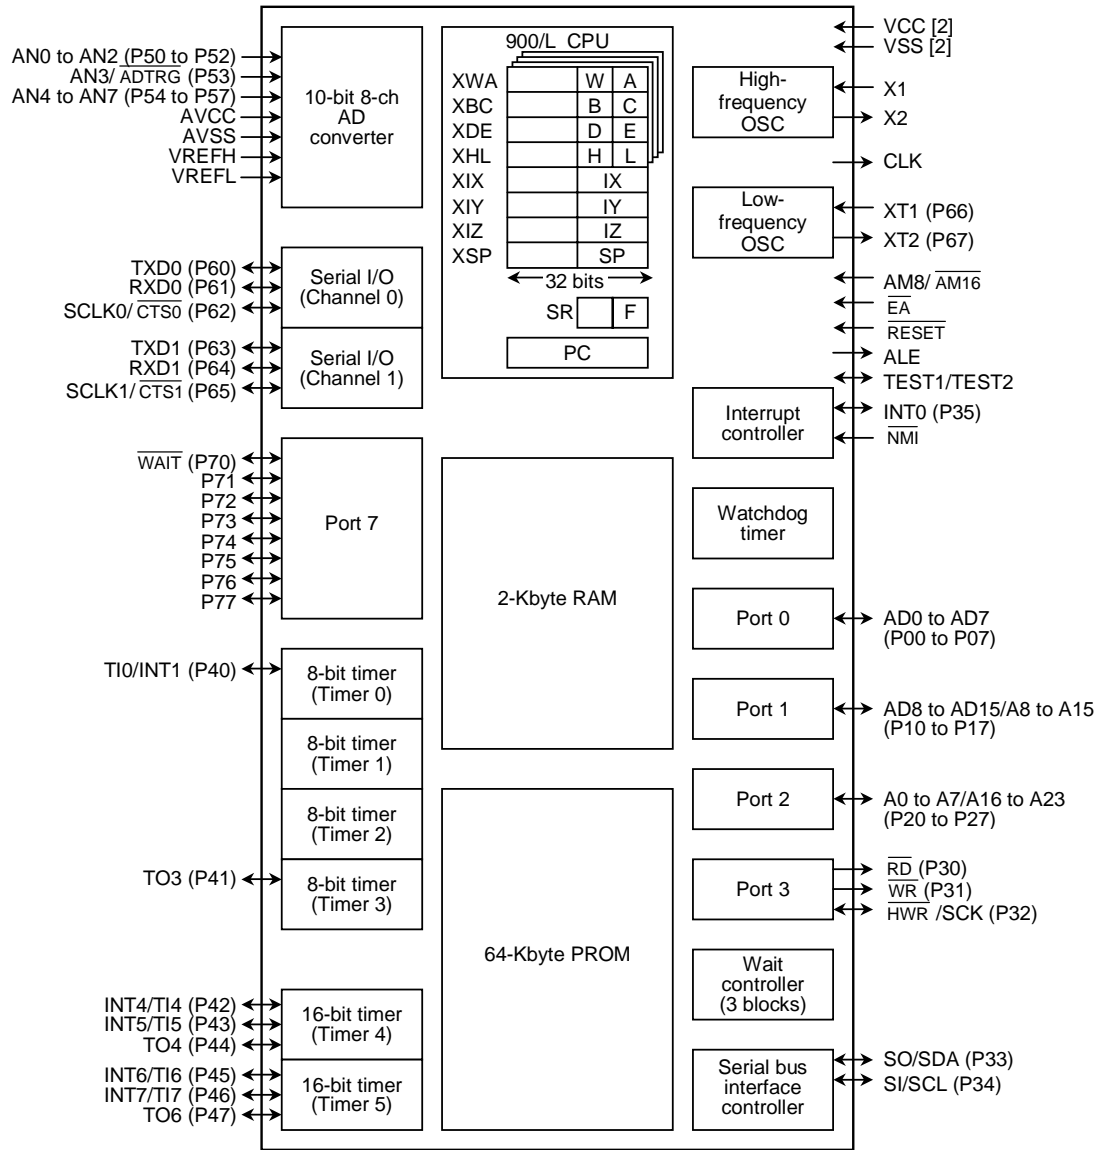 AN0 to AN2 (P50 to P52)
AN3/ ADTRG (P53)
AN4 to AN7 (P54 to P57)
AVCC
AVSS
VREFH
VREFL
10-bit 8-ch
AD
converter
TXD0 (P60)
RXD0 (P61)
SCLK0/ CTS0 (P62)
Serial I/O
(Channel 0)
TXD1 (P63)
RXD1 (P64)
SCLK1/ CTS1 (P65)
Serial I/O
(Channel 1)
WAIT (P70)
P71
P72
P73
P74
P75
P76
P77
Port 7
TI0/INT1 (P40)
8-bit timer
(Timer 0)
8-bit timer
(Timer 1)
8-bit timer
(Timer 2)
TO3 (P41)
8-bit timer
(Timer 3)
INT4/TI4 (P42)
INT5/TI5 (P43)
TO4 (P44)
16-bit timer
(Timer 4)
INT6/TI6 (P45)
INT7/TI7 (P46)
TO6 (P47)
16-bit timer
(Timer 5)
900/L CPU
XWA W A
XBC B C
XDE D E
XHL H L
XIX IX
XIY IY
XIZ IZ
XSP SP
32 bits
SR F
PC
2-Kbyte RAM
64-Kbyte PROM
VCC [2]
VSS [2]
High-
frequency
OSC
X1
X2
CLK
Low-
frequency
OSC
XT1 (P66)
XT2 (P67)
AM8/ AM16
EA
RESET
ALE
TEST1/TEST2
Interrupt
controller
INT0 (P35)
NMI
Watchdog
timer
Port 0
AD0 to AD7
(P00 to P07)
Port 1
AD8 to AD15/A8 to A15
(P10 to P17)
Port 2
A0 to A7/A16 to A23
(P20 to P27)
Port 3
RD (P30)
WR (P31)
HWR /SCK (P32)
Wait
controller
(3 blocks)
Serial bus
interface
controller
SO/SDA (P33)
SI/SCL (P34)